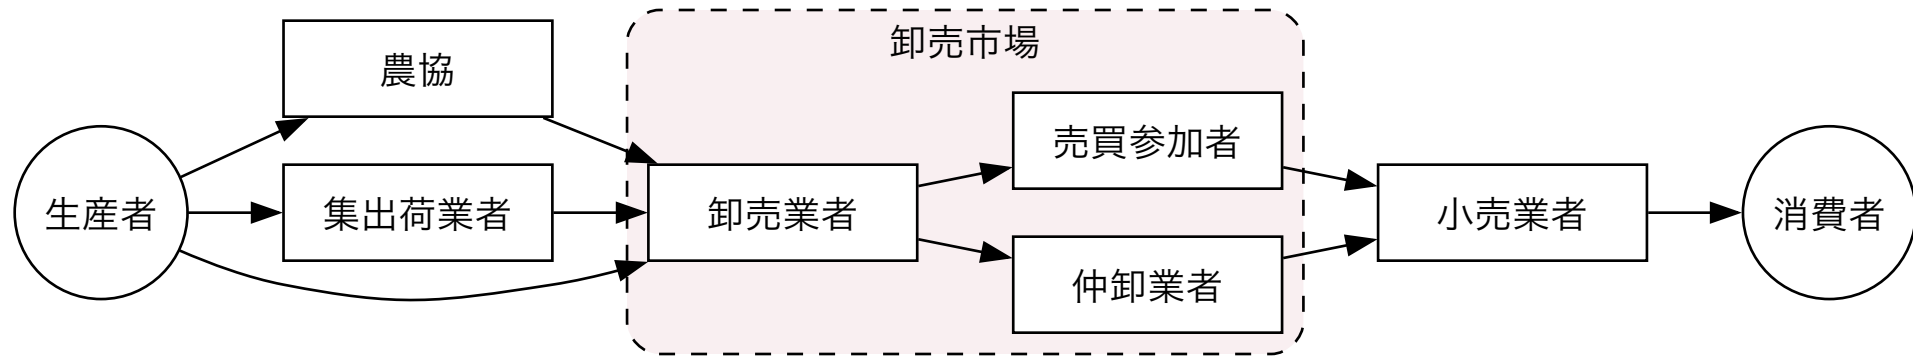 卸売市場
農協
売買参加者
生産者
集出荷業者
卸売業者
小売業者
消費者
仲卸業者